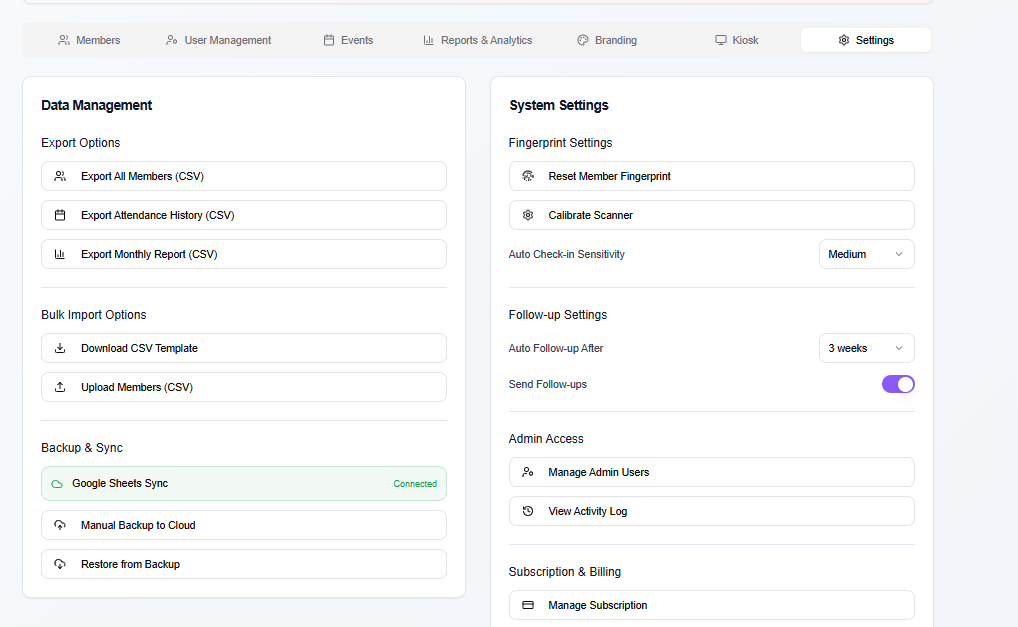 Members User Management Events Reports & Analytics Branding Kiosk Settings
Data Management
Export Options
Export All Members (CSV)
Export Attendance History (CSV)
Export Monthly Report (CSV)
Bulk Import Options
Download CSV Template
Upload Members (CSV)
Backup & Sync
Google Sheets Sync Connected
Manual Backup to Cloud
Restore from Backup
System Settings
Fingerprint Settings
Reset Member Fingerprint
Calibrate Scanner
Auto Check-in Sensitivity Medium
Follow-up Settings
Auto Follow-up After 3 weeks
Send Follow-ups
Admin Access
Manage Admin Users
View Activity Log
Subscription & Billing
Manage Subscription